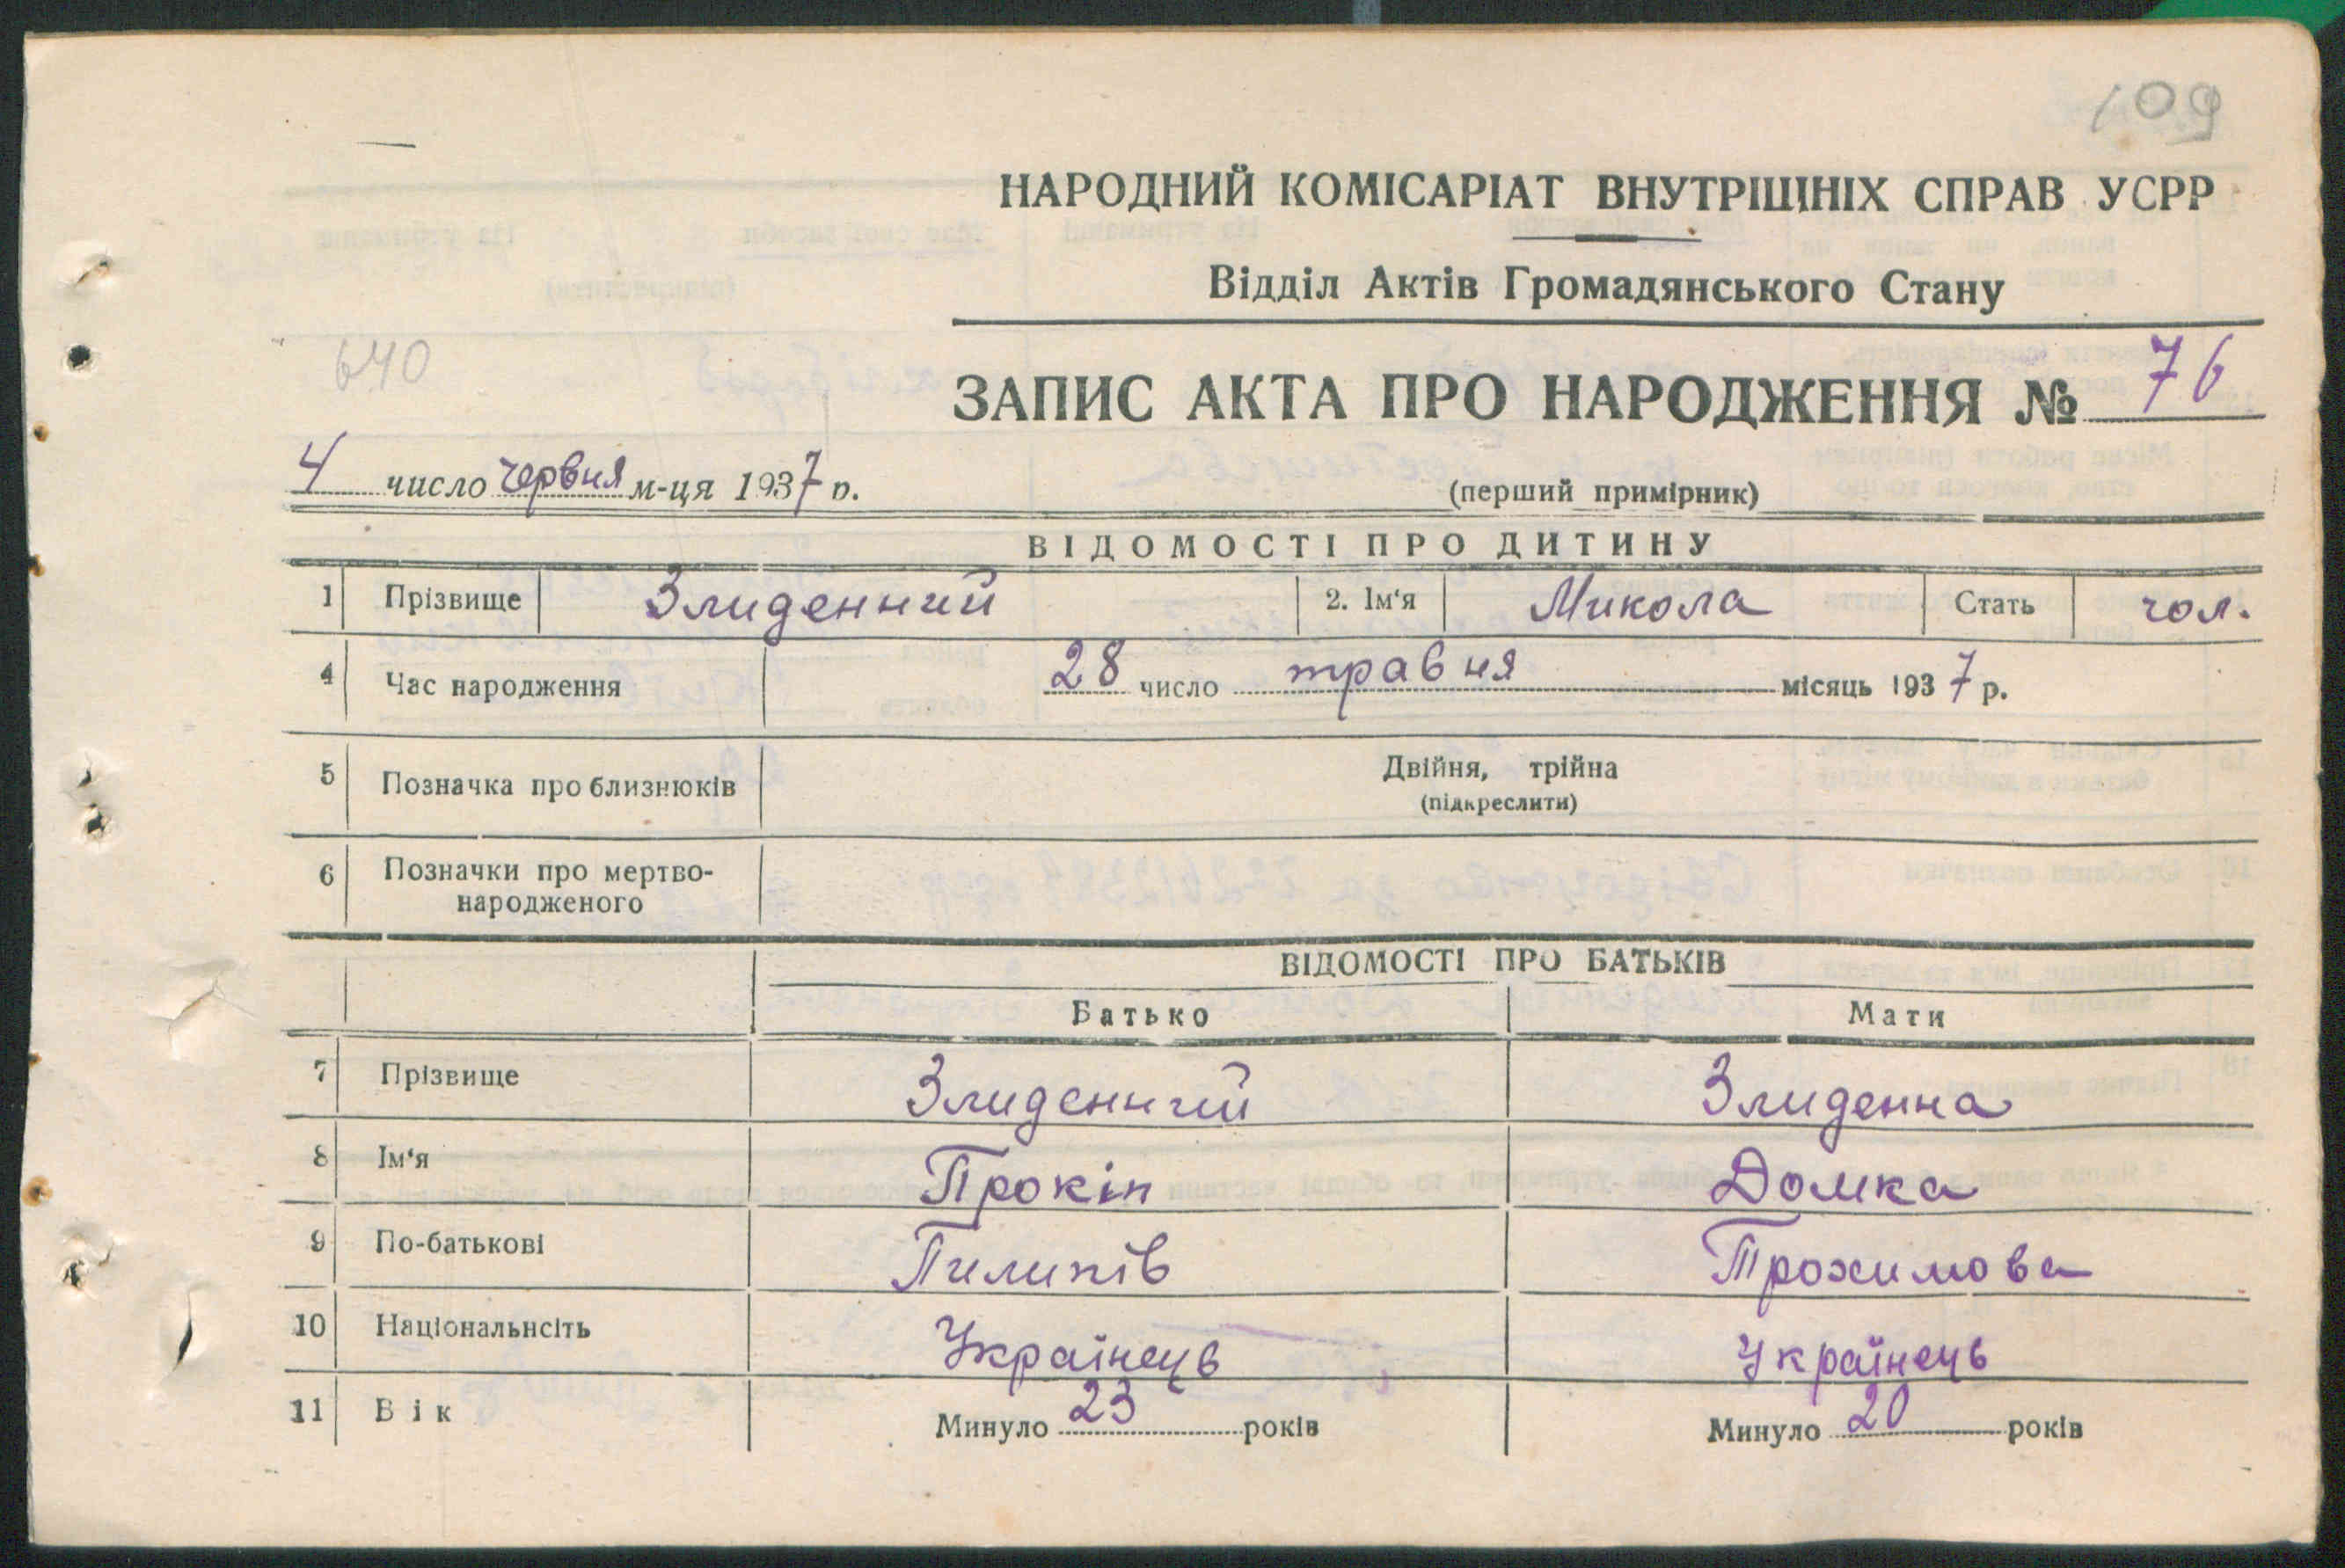 109
НАРОДНИЙ КОМІСАРІАТ ВНУТРІШНІХ СПРАВ УСРР
Відділ Актів Громадянського Стану
640
ЗАПИС АКТА ПРО НАРОДЖЕННЯ № 76
4 число червня м-ця 1937 р.
(перший примірник)
ВІДОМОСТІ ПРО ДИТИНУ
1 Прізвище Злиденний 2. Ім'я Микола Стать чол.
4 Час народження 28 число травня місяць 1937 р.
5 Позначка про близнюків Двійня, трійна
(підкреслити)
6 Позначки про мертво-
народженого
ВІДОМОСТІ ПРО БАТЬКІВ
Батько Мати
7 Прізвище Злиденний Злиденна
8 Ім'я Прокіп Домка
9 По-батькові Пилипів Трохимова
10 Національнсіть Українець Українець
11 Вік Минуло 23 років Минуло 20 років